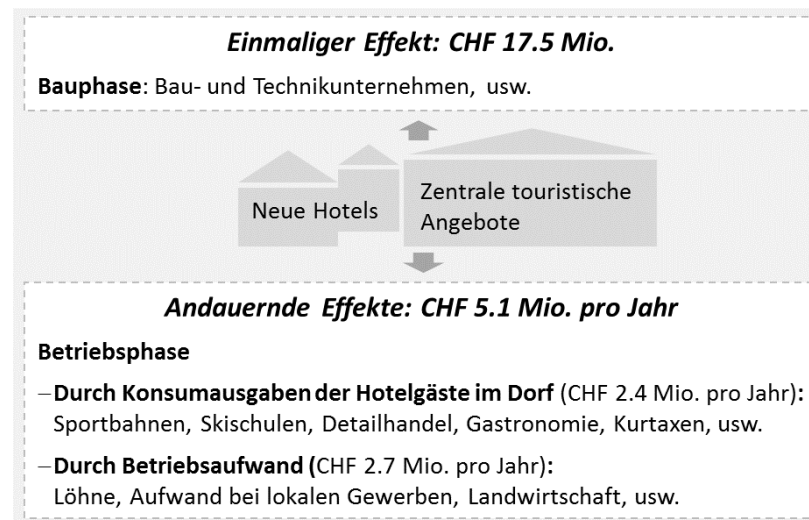 Einmaliger Effekt: CHF 17.5 Mio.
Bauphase: Bau- und Technikunternehmen, usw.
Neue Hotels
Zentrale touristische
Angebote
Andauernde Effekte: CHF 5.1 Mio. pro Jahr
Betriebsphase
–Durch Konsumausgaben der Hotelgäste im Dorf (CHF 2.4 Mio. pro Jahr):
Sportbahnen, Skischulen, Detailhandel, Gastronomie, Kurtaxen, usw.
–Durch Betriebsaufwand (CHF 2.7 Mio. pro Jahr):
Löhne, Aufwand bei lokalen Gewerben, Landwirtschaft, usw.